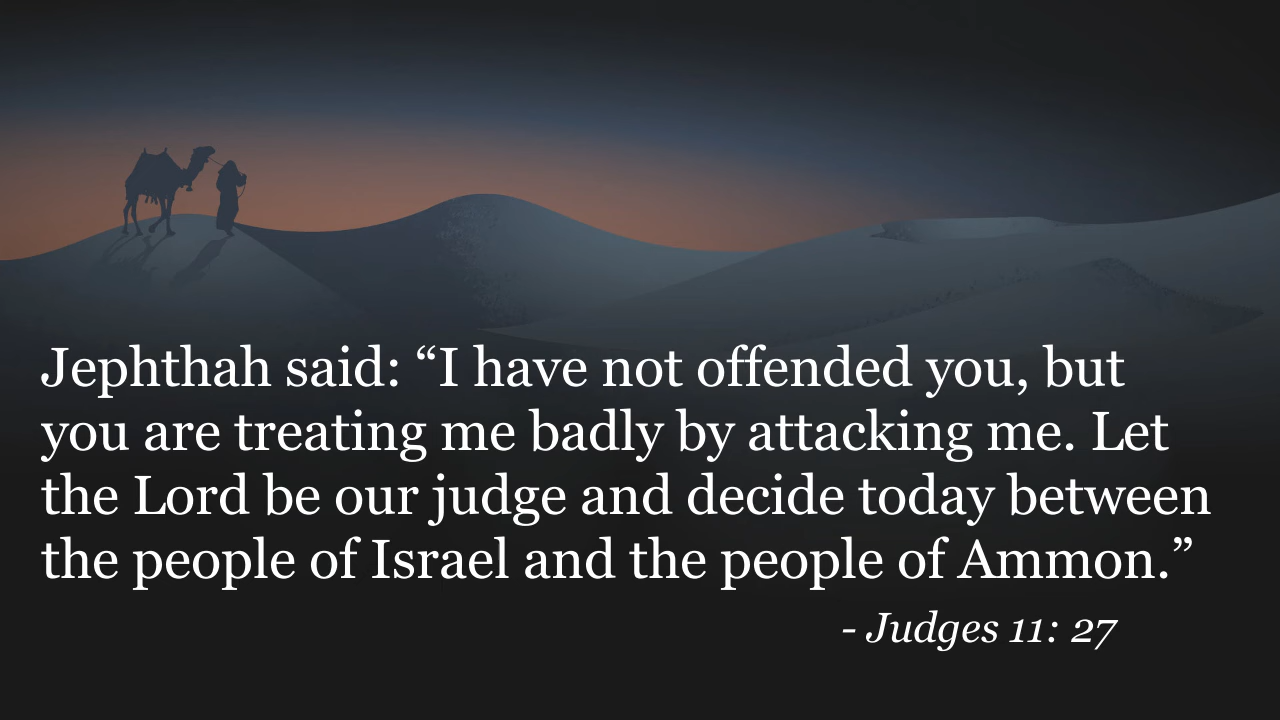 Jephthah said: “I have not offended you, but
you are treating me badly by attacking me. Let
the Lord be our judge and decide today between
the people of Israel and the people of Ammon.”
- Judges 11: 27